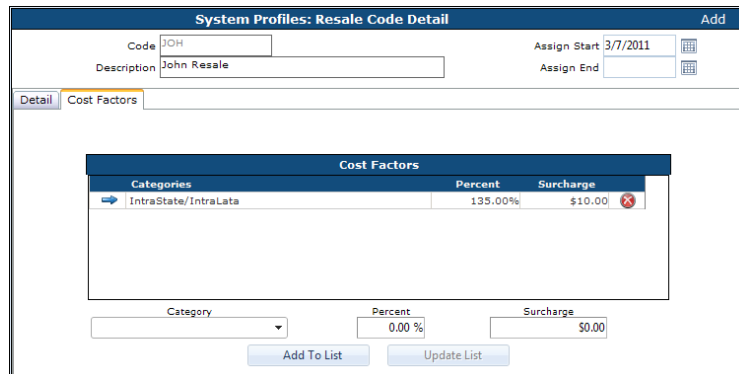 System Profiles: Resale Code Detail Add
Code JOH Assign Start 3/7/2011
Description John Resale Assign End
Detail Cost Factors
Cost Factors
Categories Percent Surcharge
IntraState/IntraLata 135.00% $10.00
Category Percent Surcharge
0.00 % $0.00
Add To List Update List